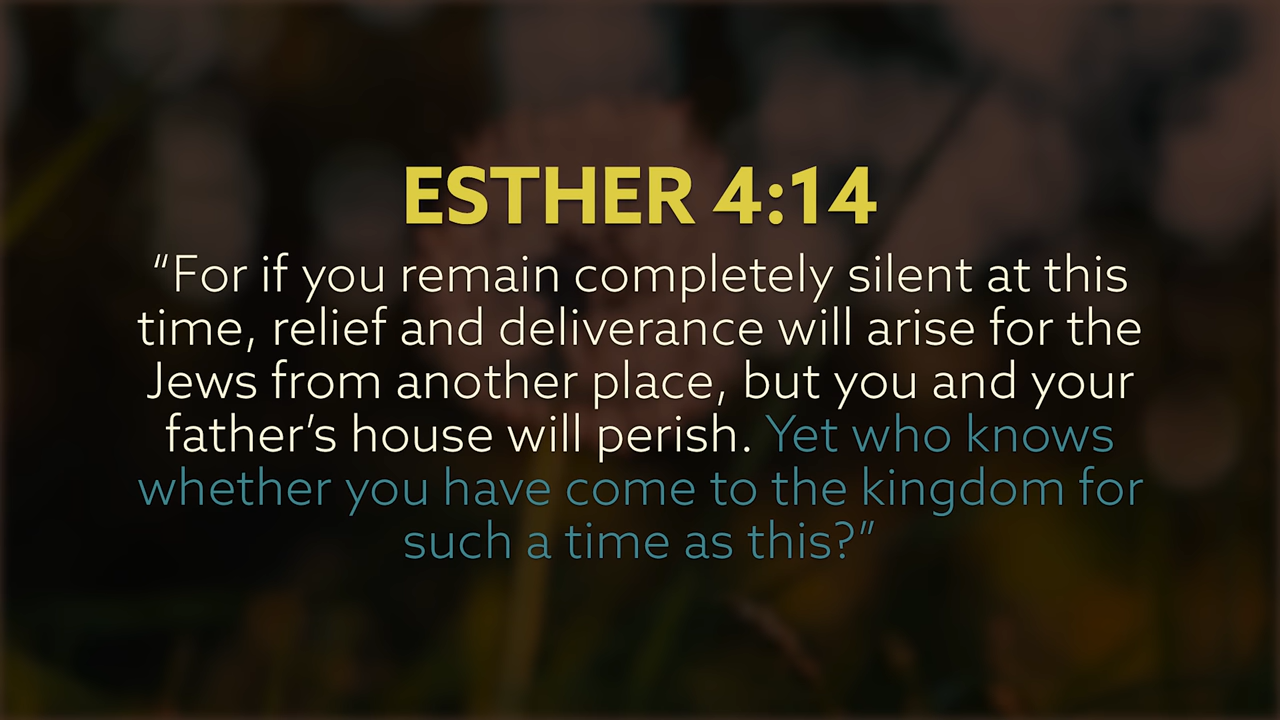 ESTHER 4:14
“For if you remain completely silent at this
time, relief and deliverance will arise for the
Jews from another place, but you and your
father’s house will perish. Yet who knows
whether you have come to the kingdom for
such a time as this?”